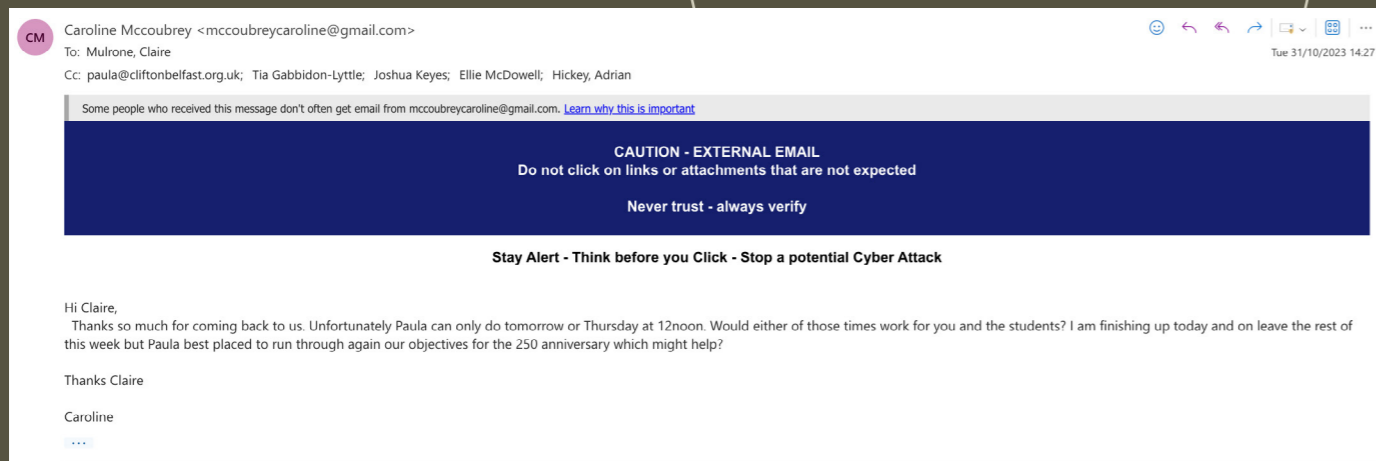 CM
Caroline Mccoubrey <mccoubreycaroline@gmail.com>
To: Mulrone, Claire
Cc: paula@cliftonbelfast.org.uk; Tia Gabbidon-Lyttle; Joshua Keyes; Ellie McDowell; Hickey, Adrian
Tue 31/10/2023 14:27
Some people who received this message don't often get email from mccoubreycaroline@gmail.com. Learn why this is important
CAUTION - EXTERNAL EMAIL
Do not click on links or attachments that are not expected
Never trust - always verify
Stay Alert - Think before you Click - Stop a potential Cyber Attack
Hi Claire,
Thanks so much for coming back to us. Unfortunately Paula can only do tomorrow or Thursday at 12noon. Would either of those times work for you and the students? I am finishing up today and on leave the rest of
this week but Paula best placed to run through again our objectives for the 250 anniversary which might help?
Thanks Claire
Caroline
...